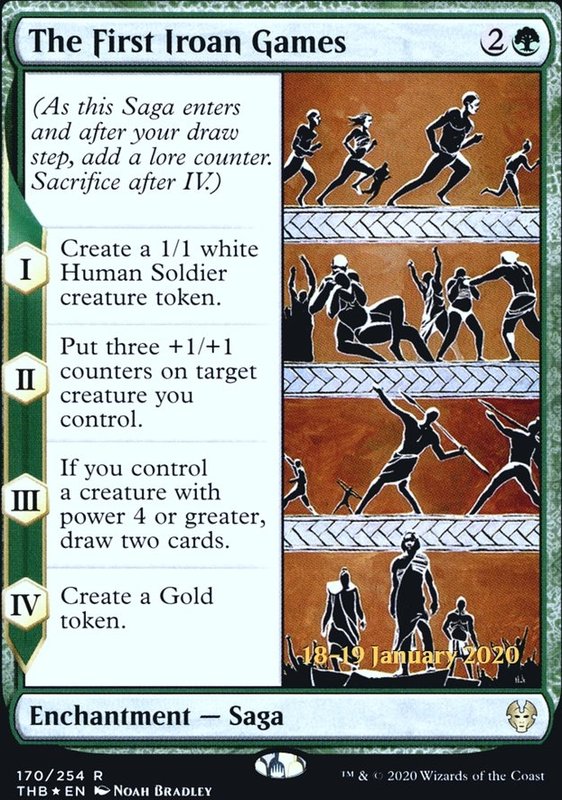 The First Iroan Games 2
(As this Saga enters
and after your draw
step, add a lore counter.
Sacrifice after IV.)
I
Create a 1/1 white
Human Soldier
creature token.
II
Put three +1/+1
counters on target
creature you
control.
III
If you control
a creature with
power 4 or greater,
draw two cards.
IV
Create a Gold
token.
18–19 January 2020
Enchantment — Saga
170/254 R
THB★EN Noah Bradley
™ & © 2020 Wizards of the Coast